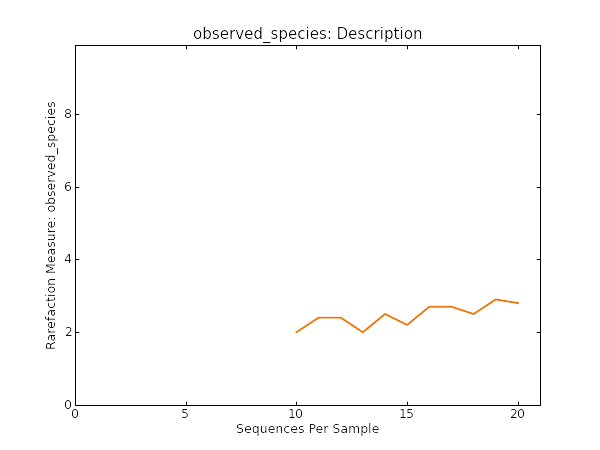 observed_species: Description
Rarefaction Measure: observed_species
8
6
4
2
0
0 5 10 15 20
Sequences Per Sample